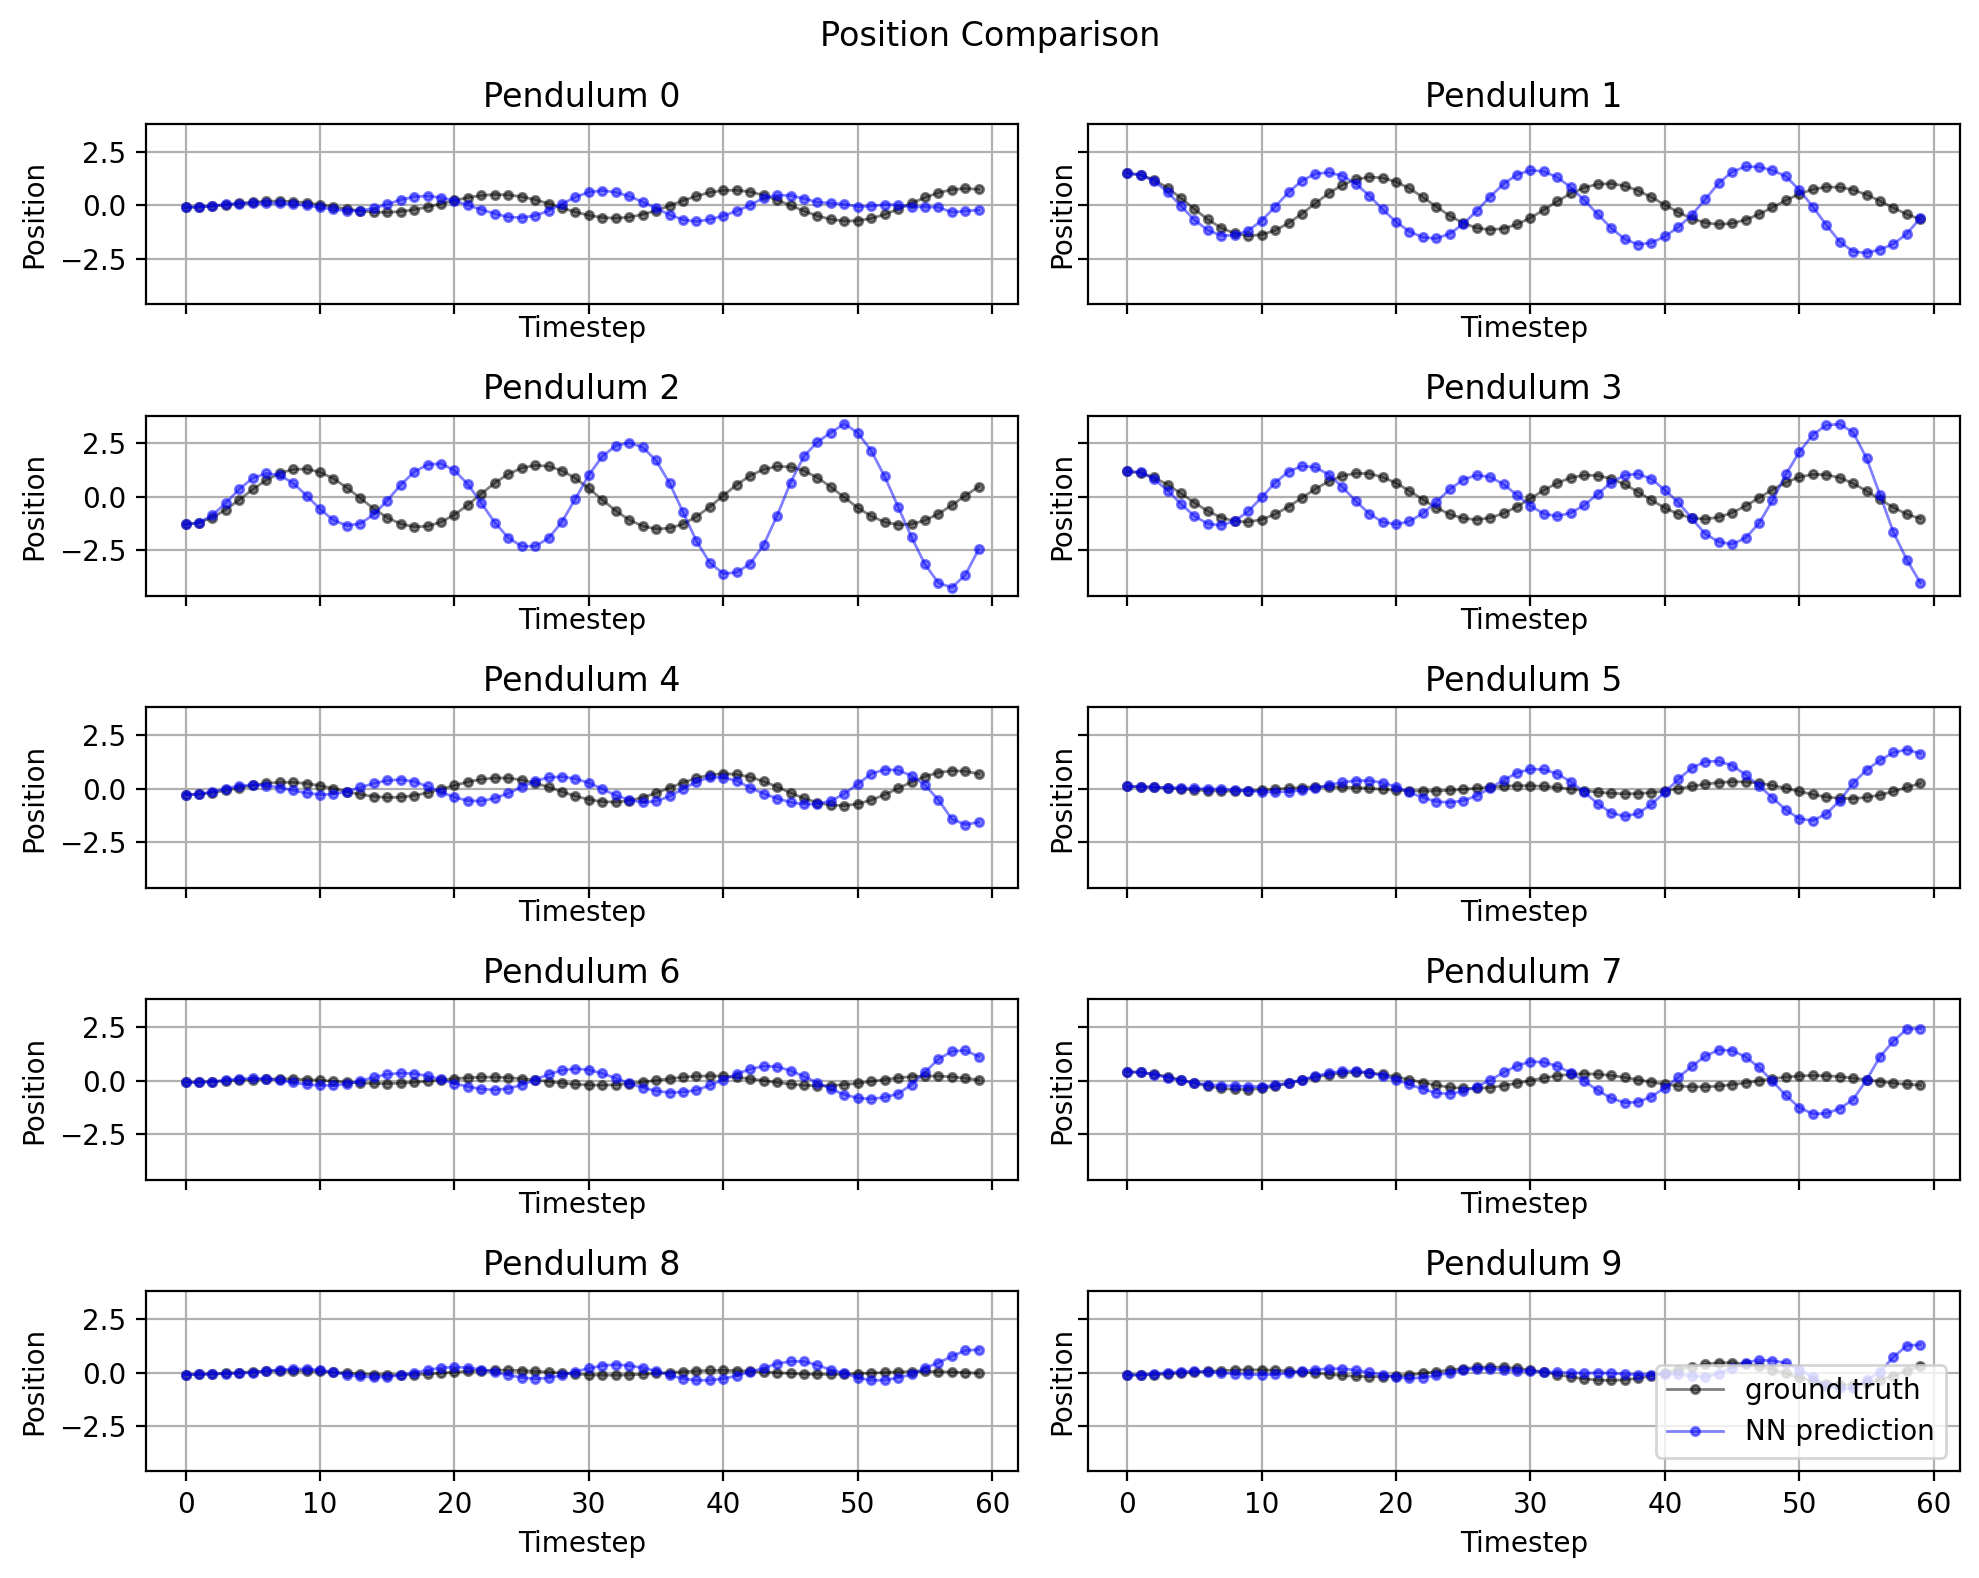 Position Comparison
Pendulum 0
Pendulum 1
2.5
0.0
−2.5
Position
Position
Timestep
Timestep
Pendulum 2
Pendulum 3
2.5
0.0
−2.5
Position
Position
Timestep
Timestep
Pendulum 4
Pendulum 5
2.5
0.0
−2.5
Position
Position
Timestep
Timestep
Pendulum 6
Pendulum 7
2.5
0.0
−2.5
Position
Position
Timestep
Timestep
Pendulum 8
Pendulum 9
2.5
0.0
−2.5
Position
Position
ground truth
NN prediction
0 10 20 30 40 50 60
0 10 20 30 40 50 60
Timestep
Timestep